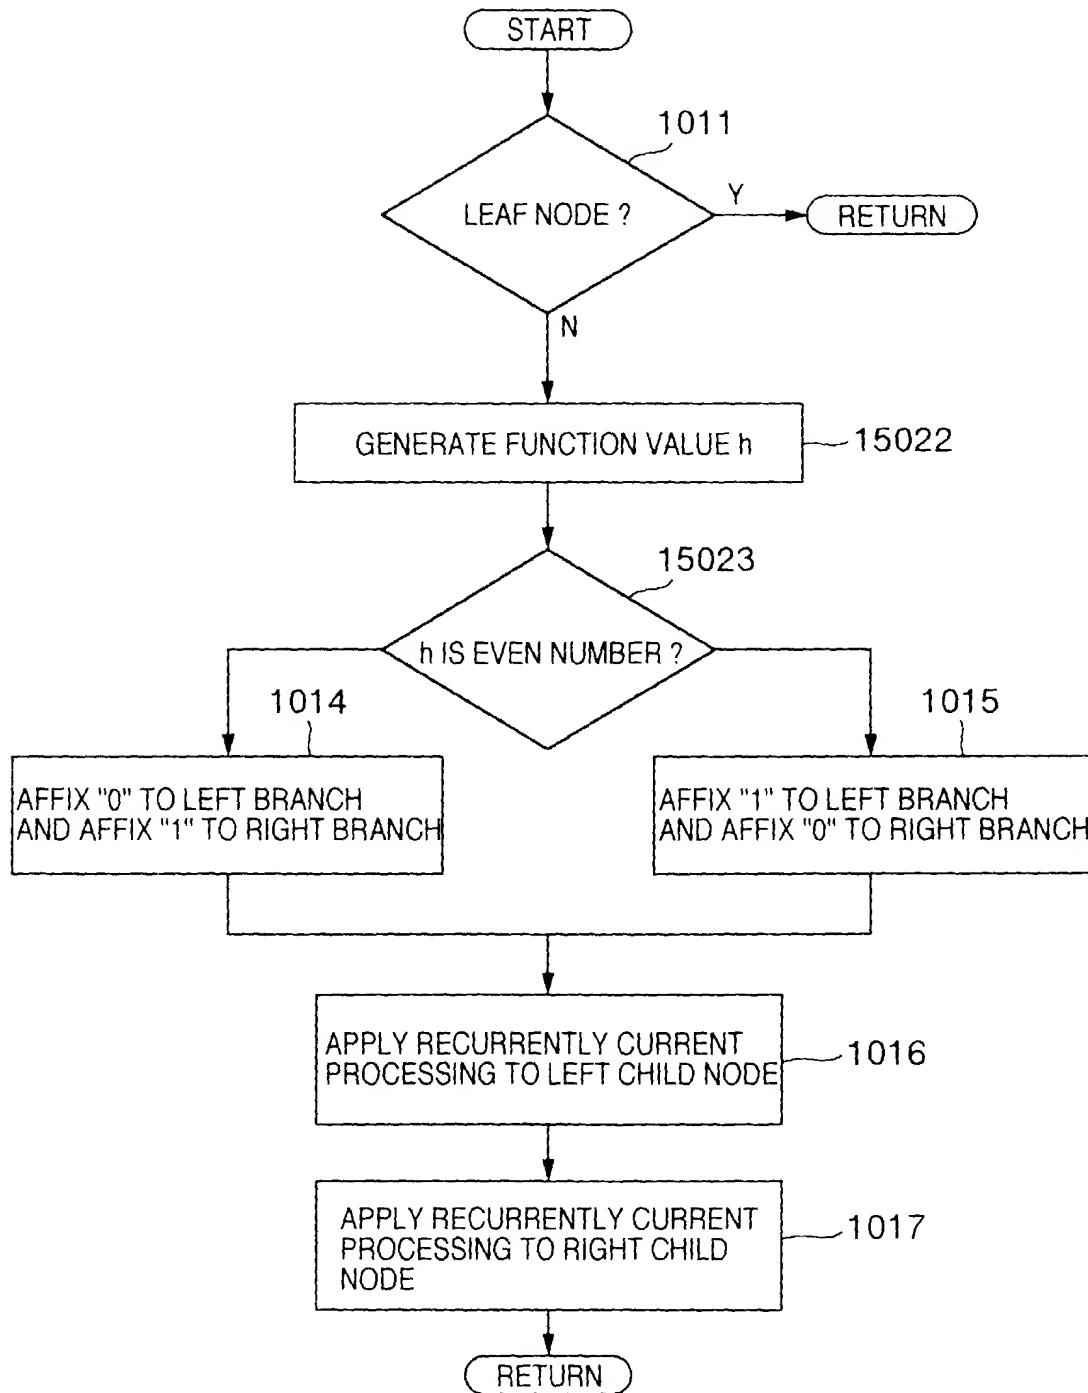 START
1011
LEAF NODE ?
Y
RETURN
N
GENERATE FUNCTION VALUE h
15022
15023
h IS EVEN NUMBER ?
1014
1015
AFFIX "0" TO LEFT BRANCH
AND AFFIX "1" TO RIGHT BRANCH
AFFIX "1" TO LEFT BRANCH
AND AFFIX "0" TO RIGHT BRANCH
APPLY RECURRENTLY CURRENT
PROCESSING TO LEFT CHILD NODE
1016
APPLY RECURRENTLY CURRENT
PROCESSING TO RIGHT CHILD
NODE
1017
RETURN